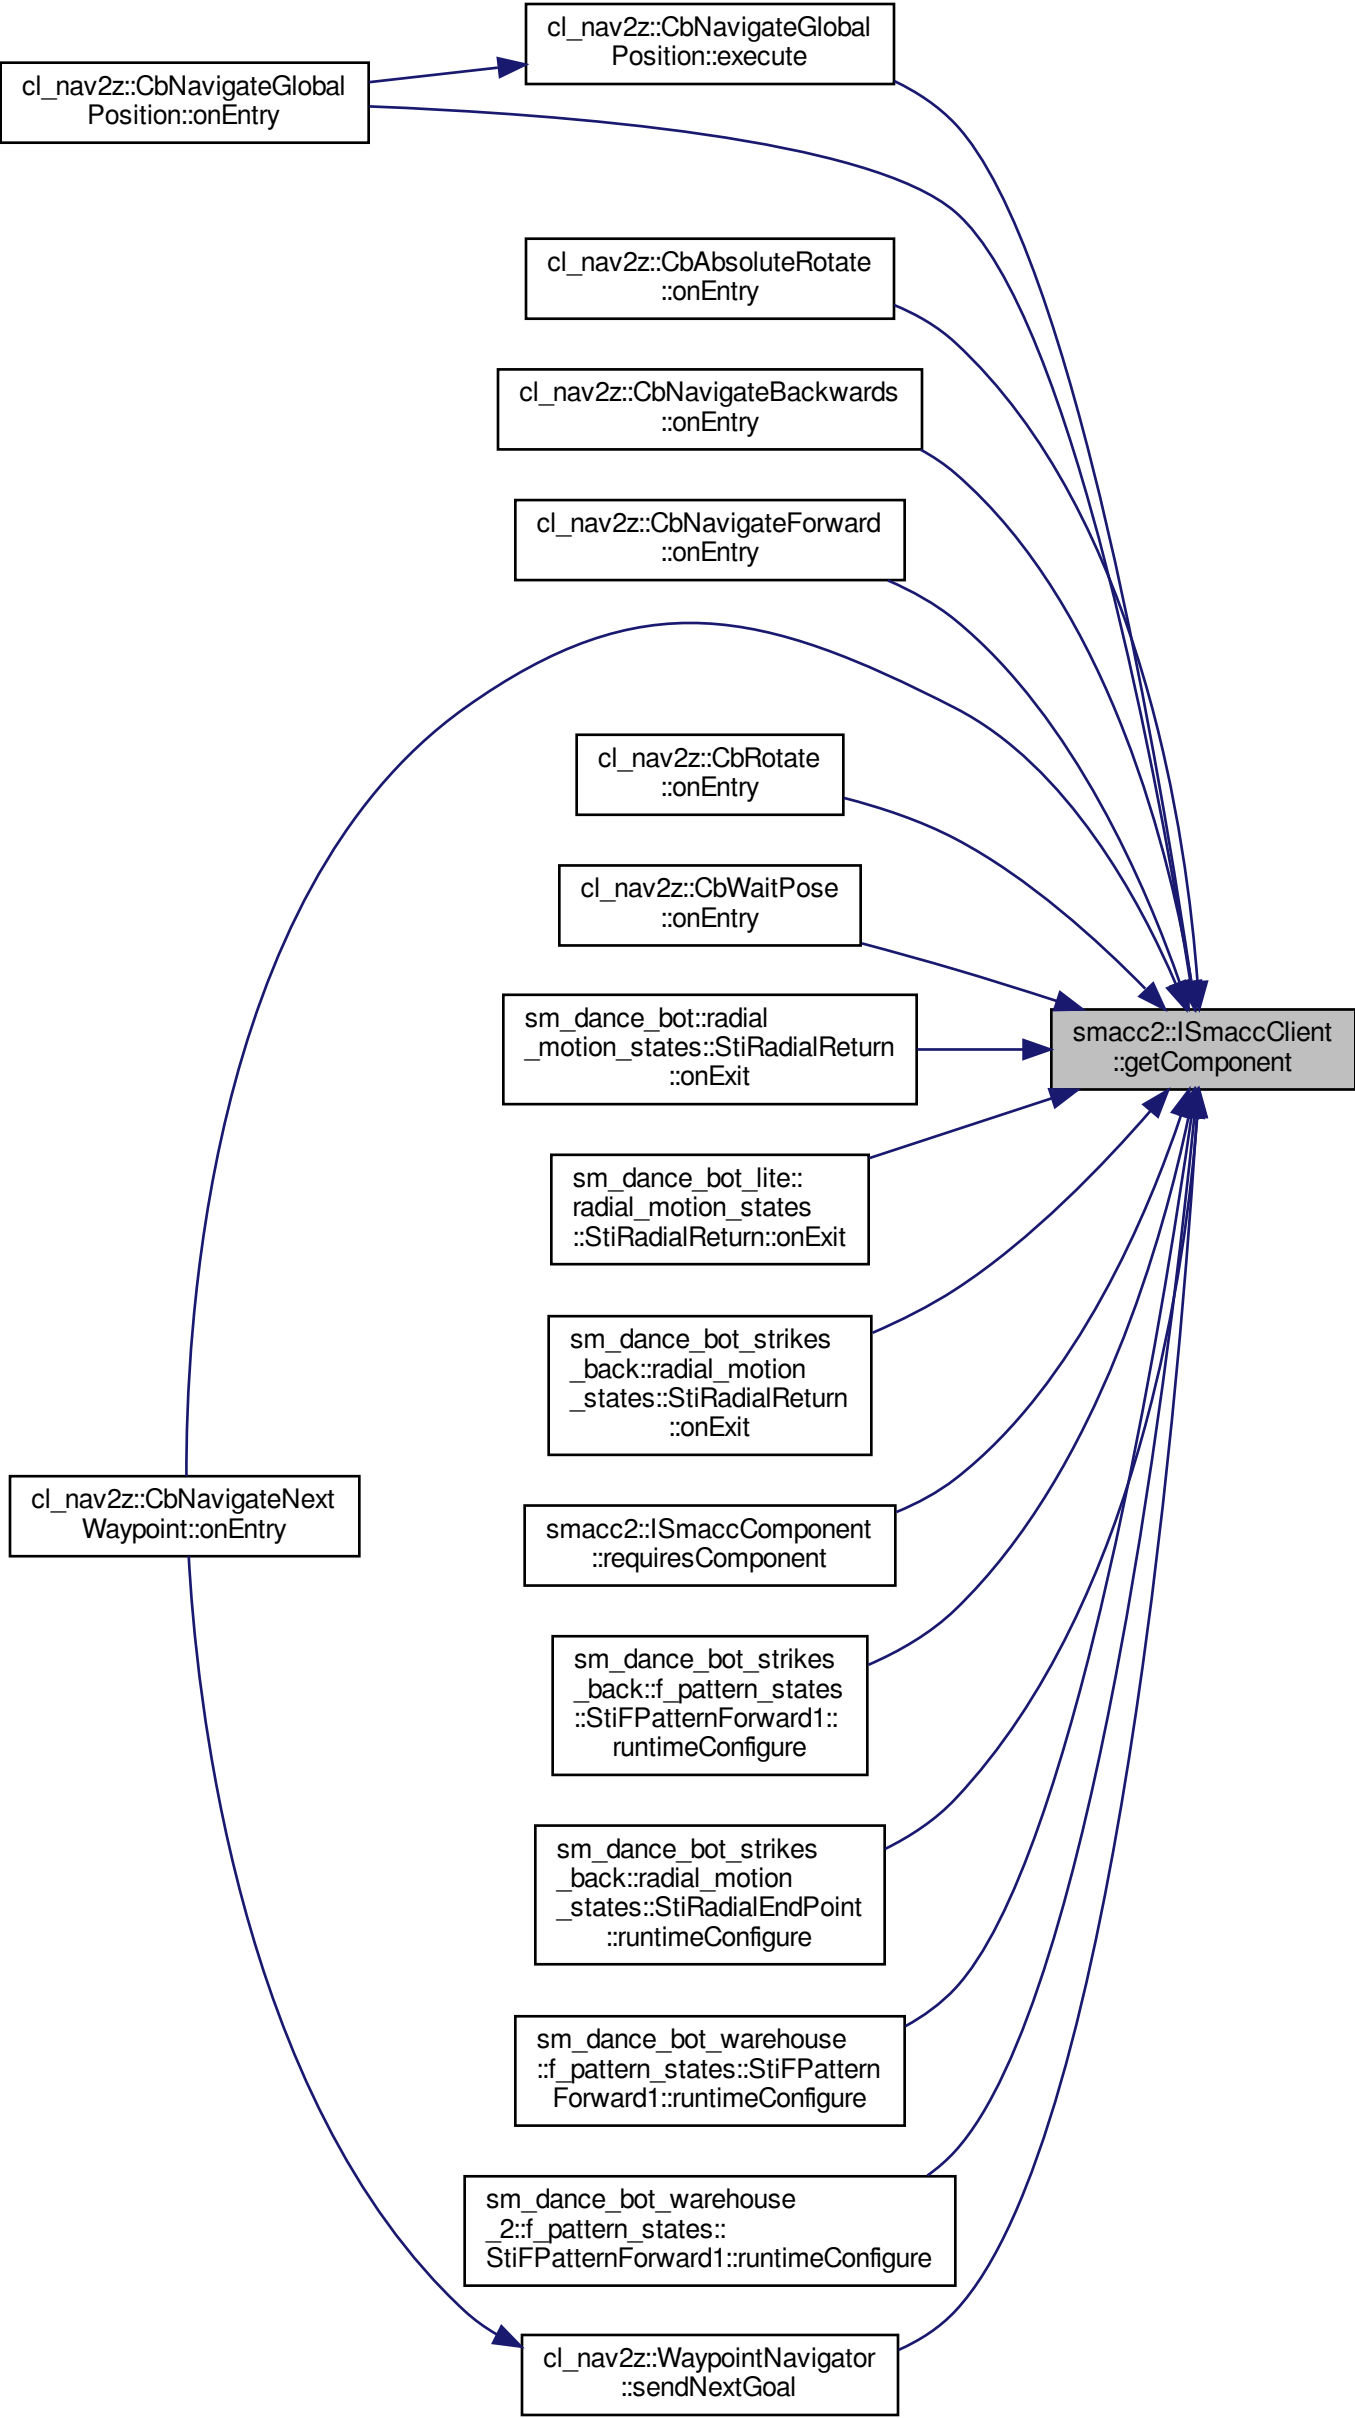 cl_nav2z::CbNavigateGlobal
Position::execute
cl_nav2z::CbNavigateGlobal
Position::onEntry
cl_nav2z::CbAbsoluteRotate
::onEntry
cl_nav2z::CbNavigateBackwards
::onEntry
cl_nav2z::CbNavigateForward
::onEntry
cl_nav2z::CbRotate
::onEntry
cl_nav2z::CbWaitPose
::onEntry
sm_dance_bot::radial
_motion_states::StiRadialReturn
::onExit
smacc2::ISmaccClient
::getComponent
sm_dance_bot_lite::
radial_motion_states
::StiRadialReturn::onExit
sm_dance_bot_strikes
_back::radial_motion
_states::StiRadialReturn
::onExit
cl_nav2z::CbNavigateNext
Waypoint::onEntry
smacc2::ISmaccComponent
::requiresComponent
sm_dance_bot_strikes
_back::f_pattern_states
::StiFPatternForward1::
runtimeConfigure
sm_dance_bot_strikes
_back::radial_motion
_states::StiRadialEndPoint
::runtimeConfigure
sm_dance_bot_warehouse
::f_pattern_states::StiFPattern
Forward1::runtimeConfigure
sm_dance_bot_warehouse
_2::f_pattern_states::
StiFPatternForward1::runtimeConfigure
cl_nav2z::WaypointNavigator
::sendNextGoal